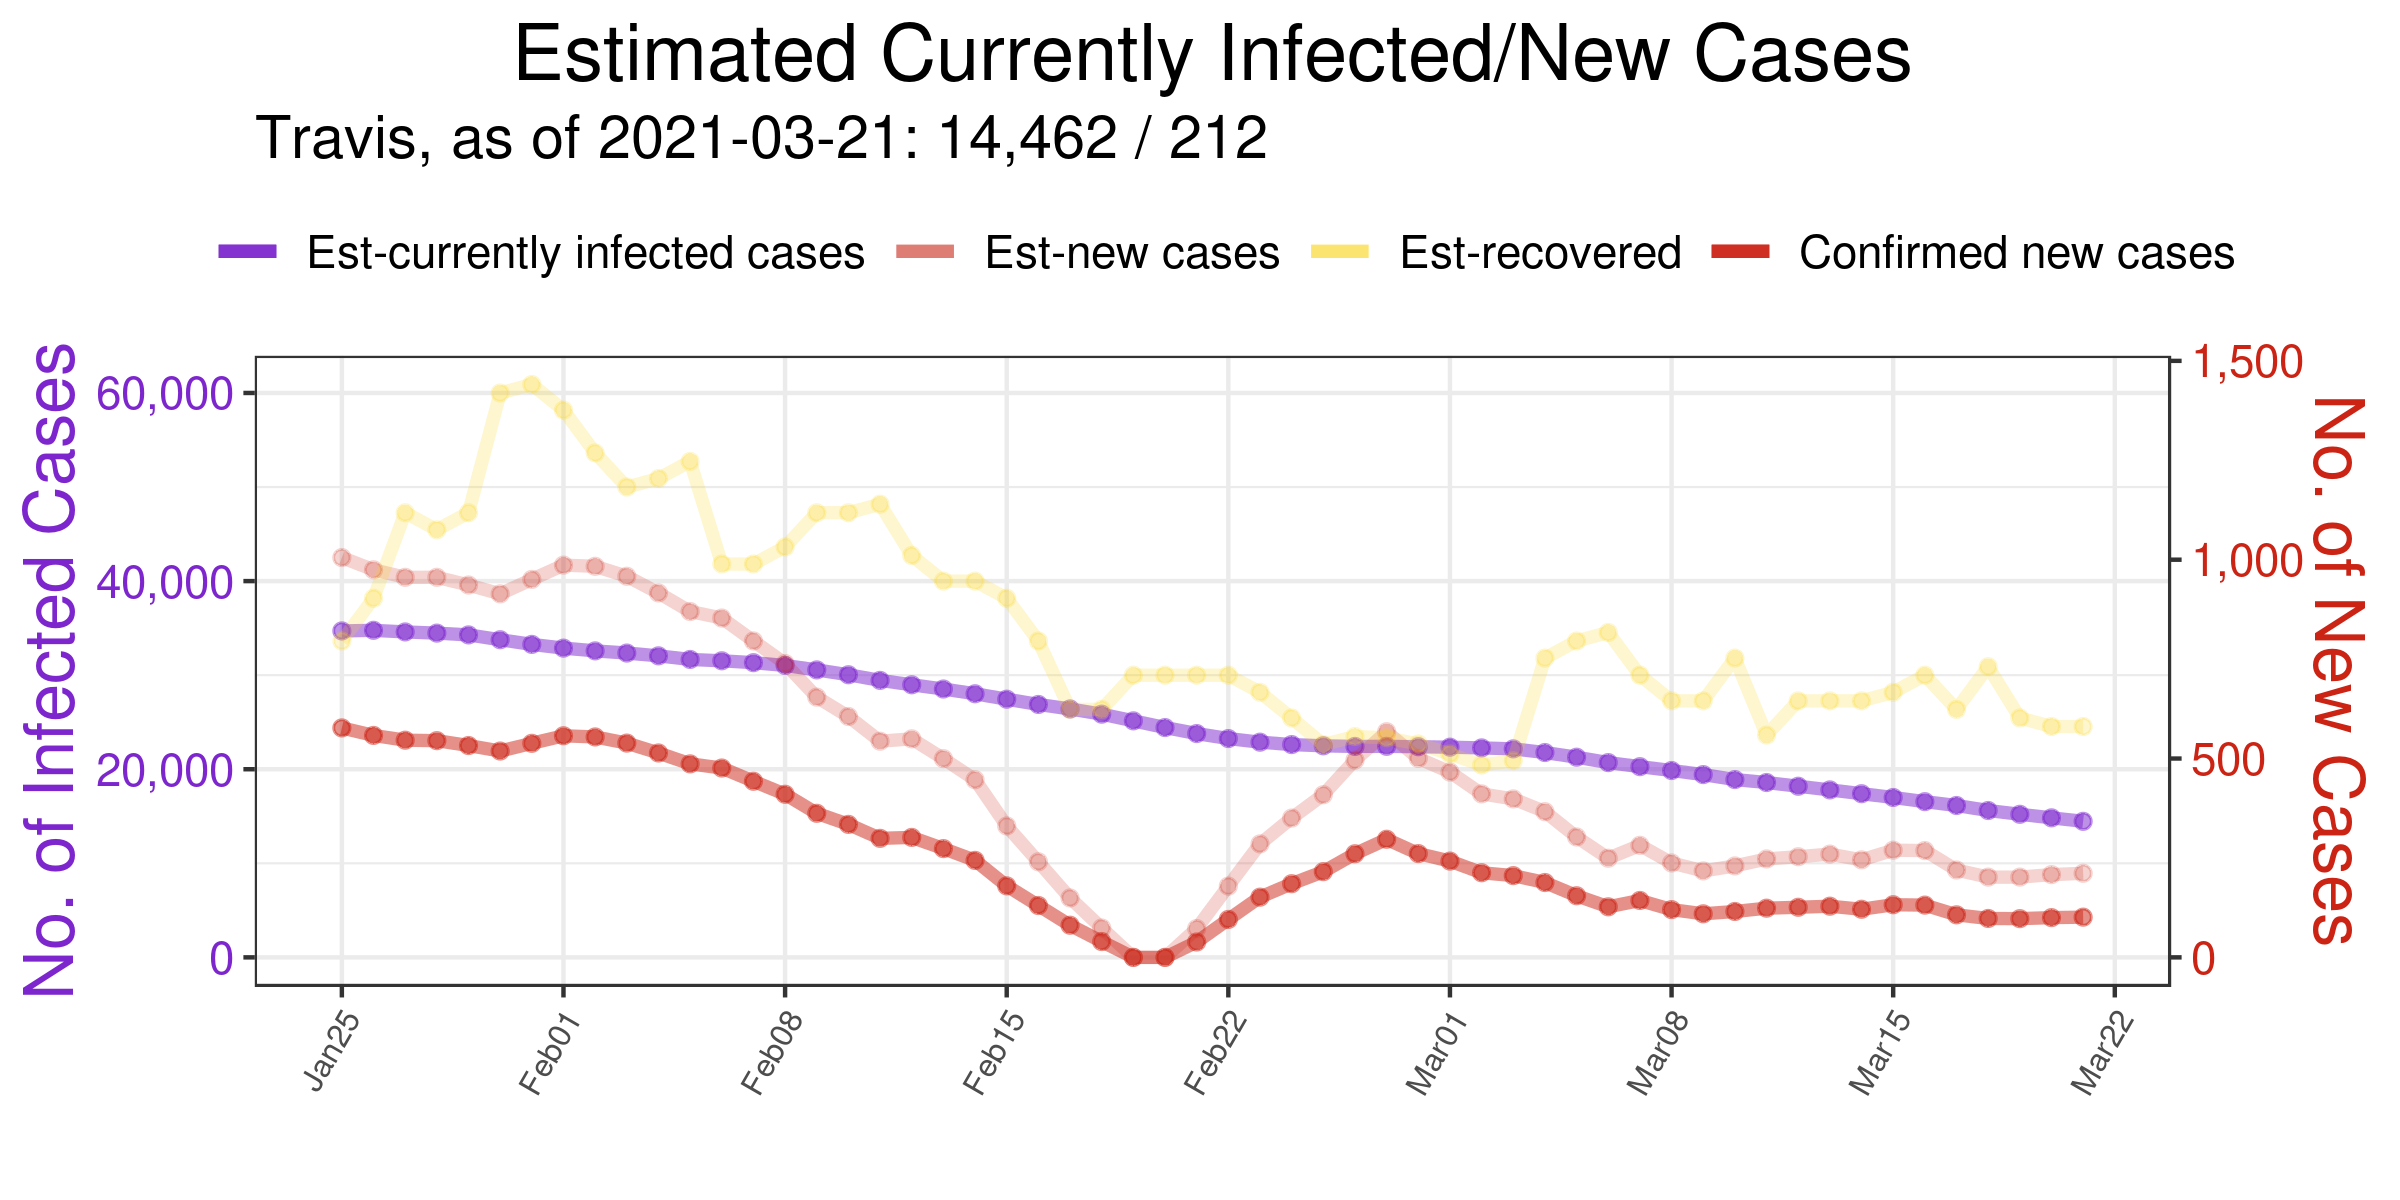 Estimated Currently Infected/New Cases
Travis, as of 2021-03-21: 14,462 / 212
Est-currently infected cases Est-new cases Est-recovered Confirmed new cases
No. of Infected Cases
60,000
40,000
20,000
0
1,500
1,000
500
0
No. of New Cases
Jan25 Feb01 Feb08 Feb15 Feb22 Mar01 Mar08 Mar15 Mar22